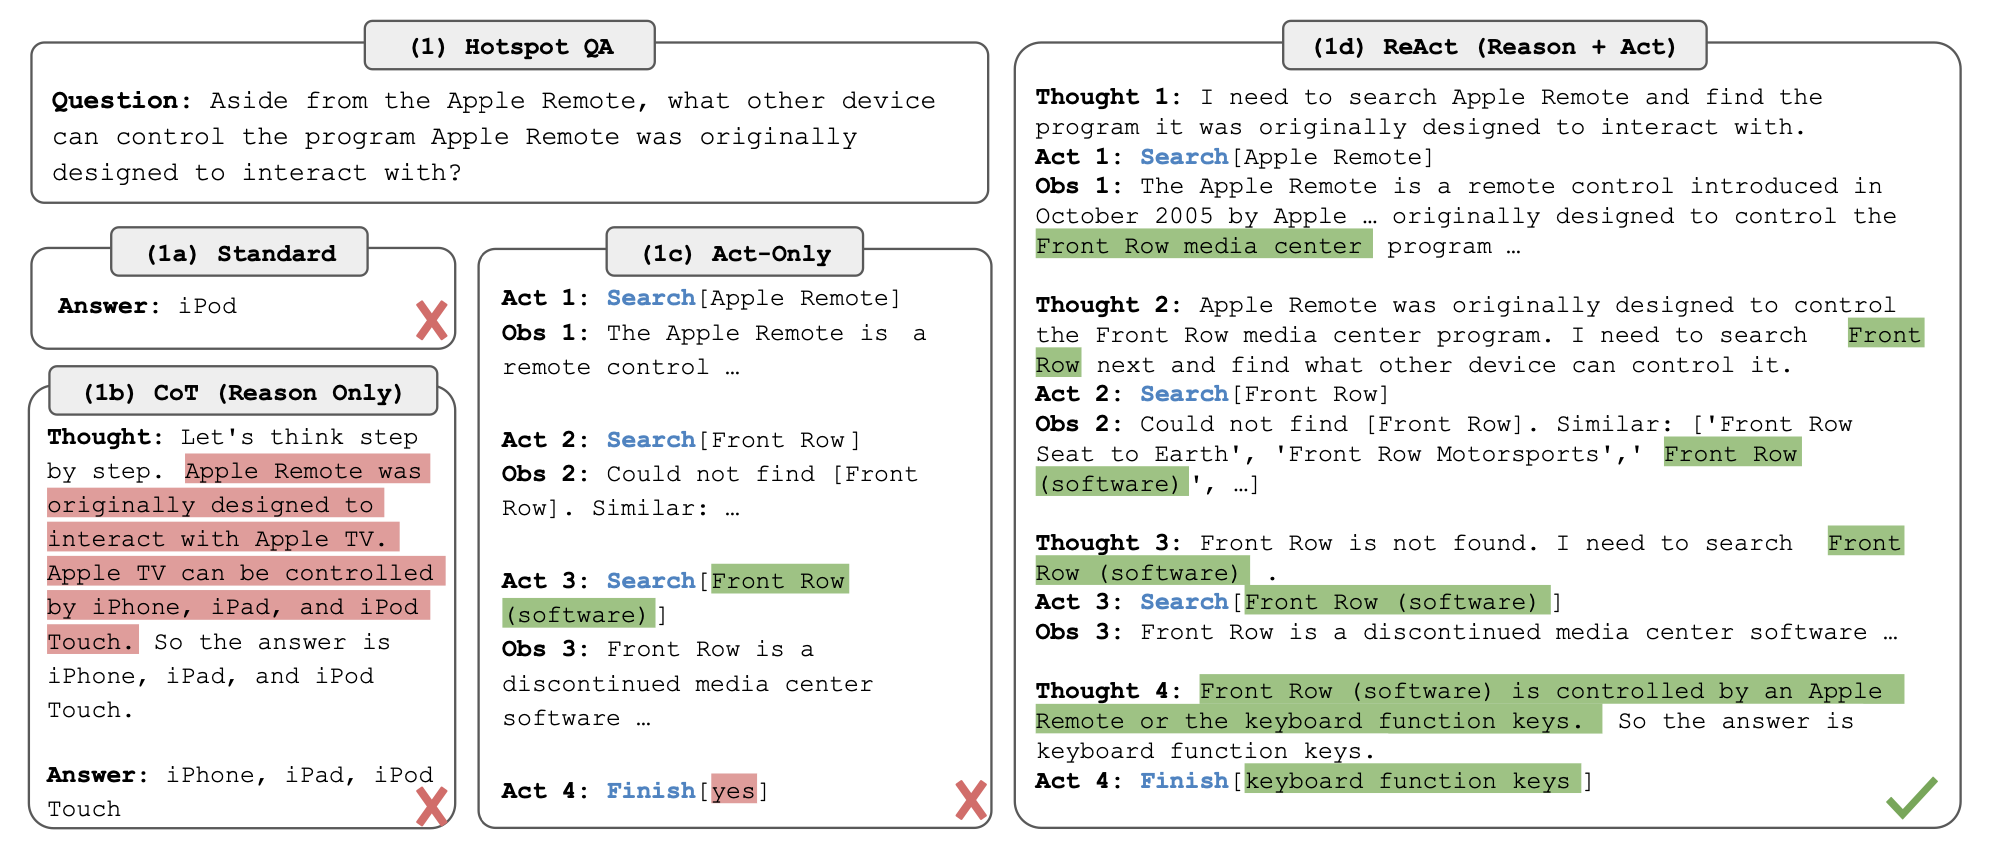 (1) Hotspot QA
Question: Aside from the Apple Remote, what other device
can control the program Apple Remote was originally
designed to interact with?
(1a) Standard
Answer: iPod
(1b) CoT (Reason Only)
Thought: Let's think step
by step. Apple Remote was
originally designed to
interact with Apple TV.
Apple TV can be controlled
by iPhone, iPad, and iPod
Touch. So the answer is
iPhone, iPad, and iPod
Touch.
Answer: iPhone, iPad, iPod
Touch
(1c) Act-Only
Act 1: Search[Apple Remote]
Obs 1: The Apple Remote is a
remote control …
Act 2: Search[Front Row]
Obs 2: Could not find [Front
Row]. Similar: …
Act 3: Search[Front Row
(software)]
Obs 3: Front Row is a
discontinued media center
software …
Act 4: Finish[yes]
(1d) ReAct (Reason + Act)
Thought 1: I need to search Apple Remote and find the
program it was originally designed to interact with.
Act 1: Search[Apple Remote]
Obs 1: The Apple Remote is a remote control introduced in
October 2005 by Apple … originally designed to control the
Front Row media center program …
Thought 2: Apple Remote was originally designed to control
the Front Row media center program. I need to search Front
Row next and find what other device can control it.
Act 2: Search[Front Row]
Obs 2: Could not find [Front Row]. Similar: ['Front Row
Seat to Earth', 'Front Row Motorsports',' Front Row
(software)', …]
Thought 3: Front Row is not found. I need to search Front
Row (software) .
Act 3: Search[Front Row (software) ]
Obs 3: Front Row is a discontinued media center software …
Thought 4: Front Row (software) is controlled by an Apple
Remote or the keyboard function keys. So the answer is
keyboard function keys.
Act 4: Finish[keyboard function keys ]